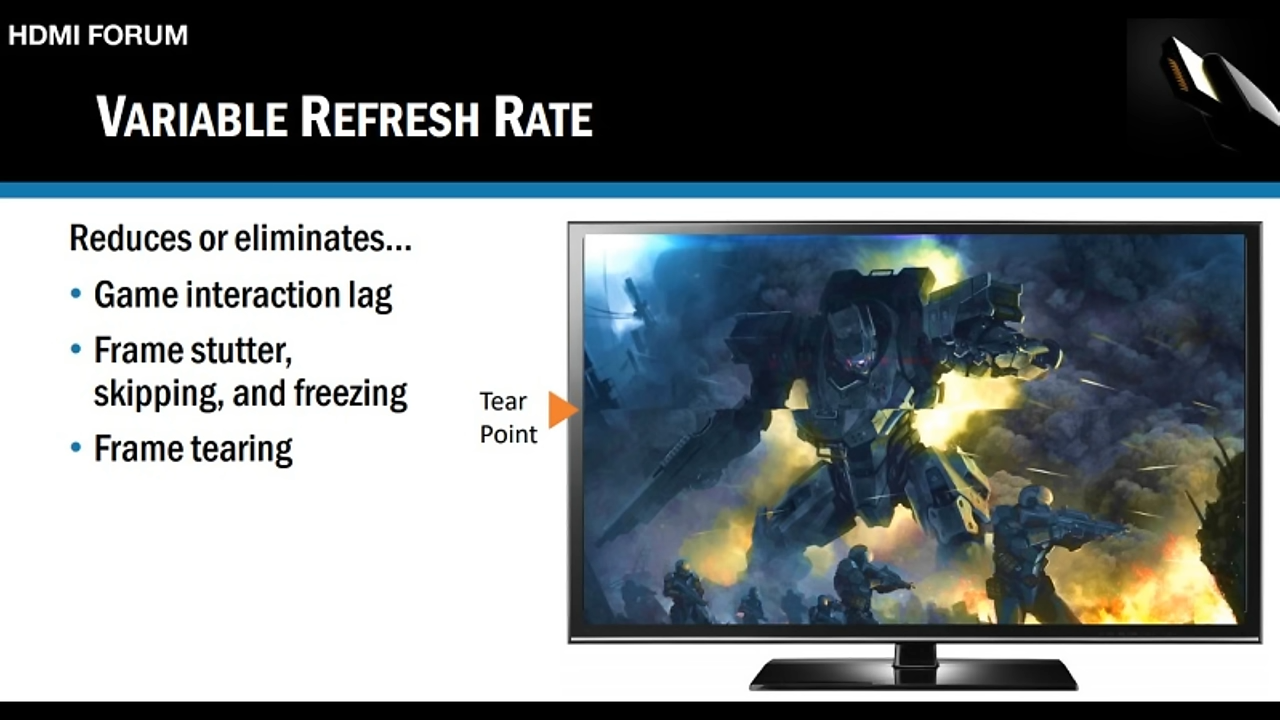 HDMI FORUM
VARIABLE REFRESH RATE
Reduces or eliminates...
• Game interaction lag
• Frame stutter,
skipping, and freezing
• Frame tearing
Tear
Point